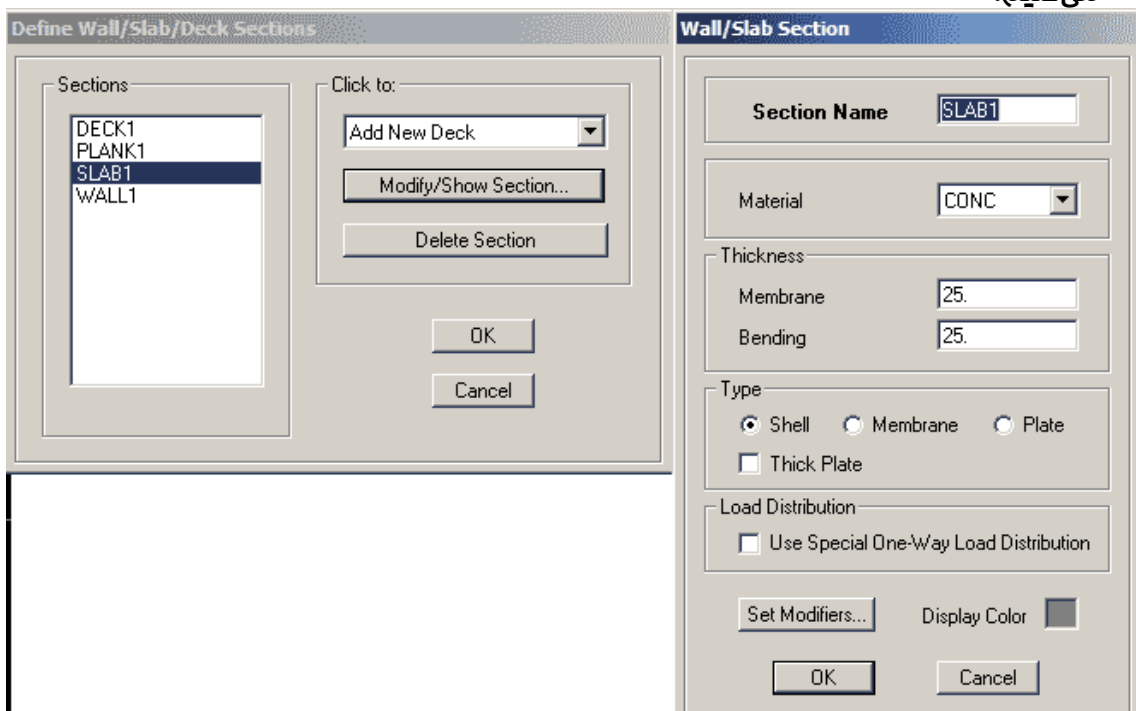 می‌کنیم.
Define Wall/Slab/Deck Sections
Sections
DECK1
PLANK1
SLAB1
WALL1
Click to:
Add New Deck
Modify/Show Section...
Delete Section
OK
Cancel
Wall/Slab Section
Section Name
SLAB1
Material
CONC
Thickness
Membrane
25.
Bending
25.
Type
Shell
Membrane
Plate
Thick Plate
Load Distribution
Use Special One-Way Load Distribution
Set Modifiers...
Display Color
OK
Cancel